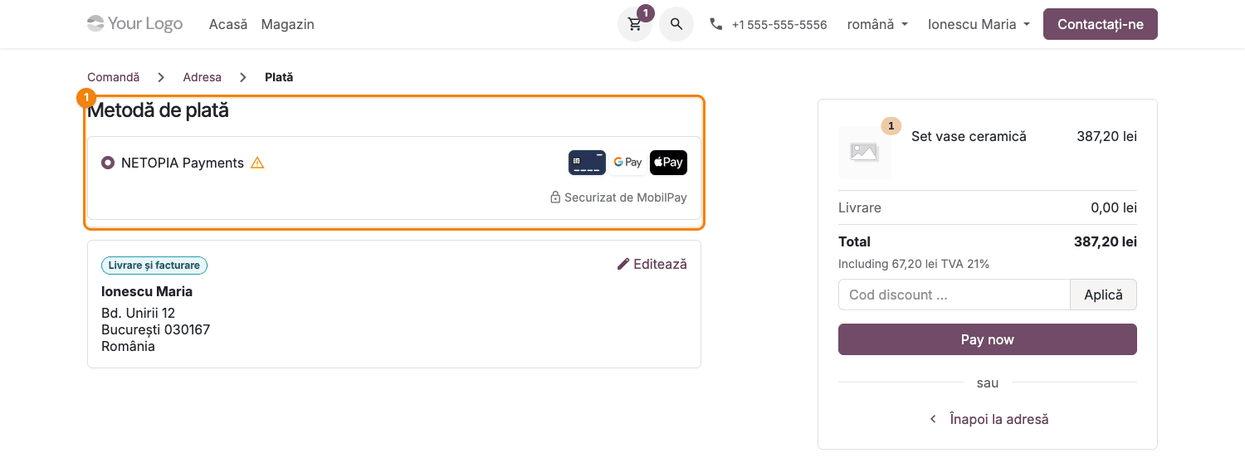 Your Logo
Acasă
Magazin
1
+1 555-555-5556
română
Ionescu Maria
Contactați-ne
Comandă
Adresa
Plată
1
Metodă de plată
NETOPIA Payments
G Pay
Pay
Securizat de MobilPay
Livrare și facturare
Editează
Ionescu Maria
Bd. Unirii 12
București 030167
România
1
Set vase ceramică
387,20 lei
Livrare
0,00 lei
Total
387,20 lei
Including 67,20 lei TVA 21%
Cod discount ...
Aplică
Pay now
sau
Înapoi la adresă